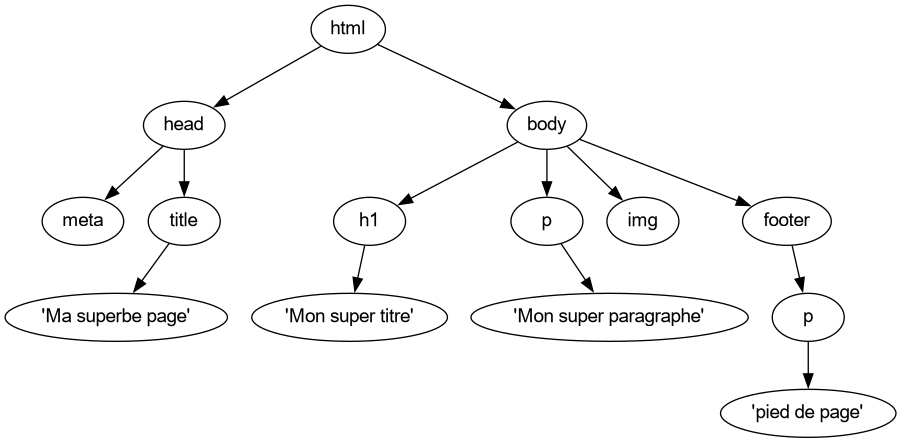 html
head
body
meta
title
h1
p
img
footer
'Ma superbe page'
'Mon super titre'
'Mon super paragraphe'
p
'pied de page'